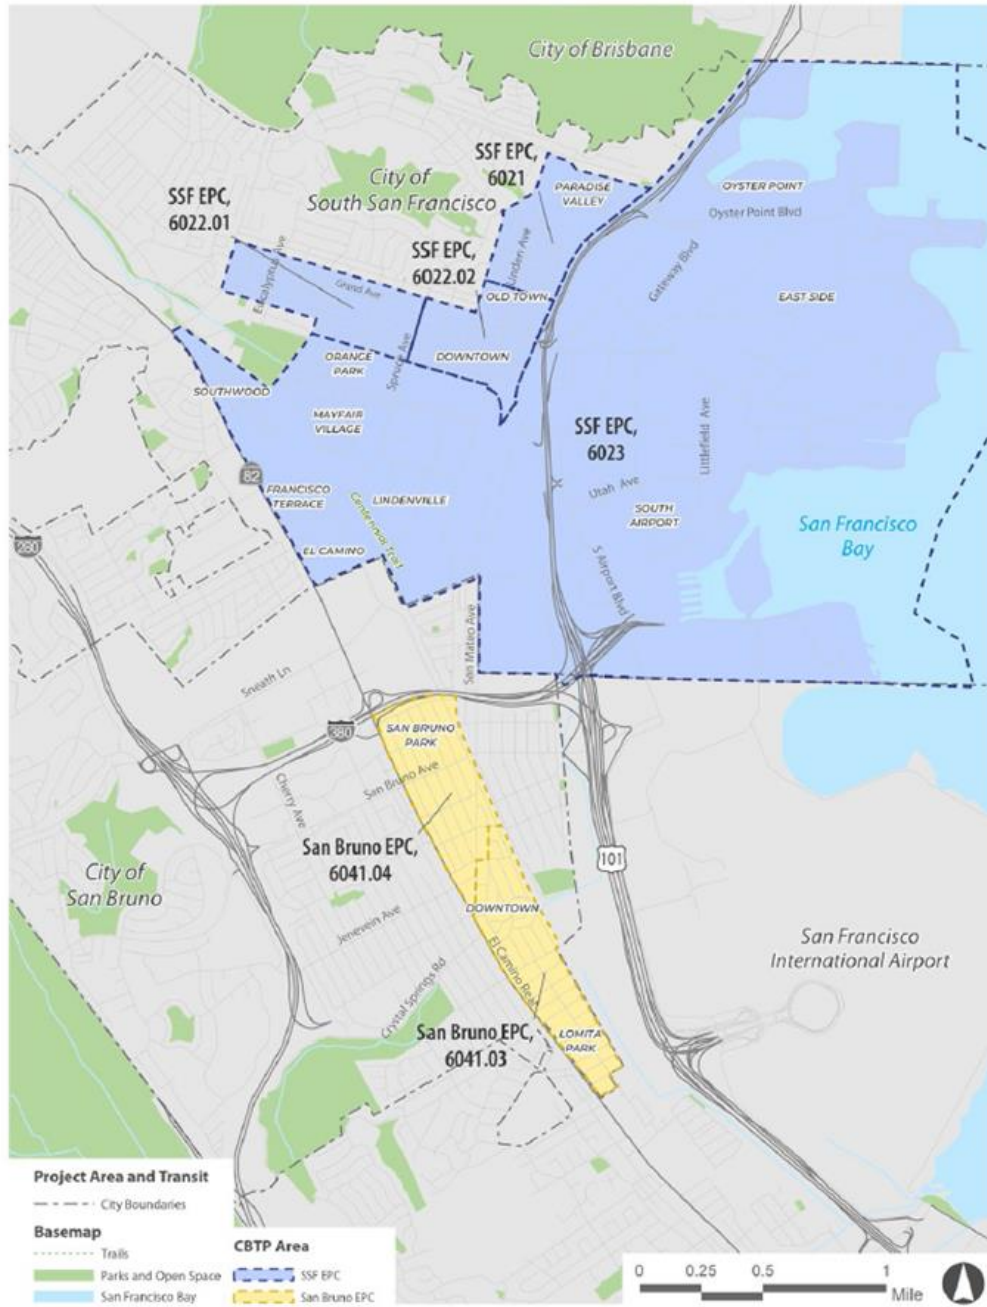 City of Brisbane
SSF EPC,
6021
City of
South San Francisco
PARADISE
VALLEY
OYSTER POINT
Oyster Point Blvd
SSF EPC,
6022.01
SSF EPC,
6022.02
Eucalyptus Ave
Grand Ave
Linden Ave
Gateway Blvd
OLD TOWN
EAST SIDE
ORANGE
PARK
Spruce Ave
DOWNTOWN
SOUTHWOOD
MAYFAIR
VILLAGE
SSF EPC,
6023
Littlefield Ave
82
FRANCISCO
TERRACE
Centennial Trail
LINDENVILLE
Utah Ave
SOUTH
AIRPORT
San Francisco
Bay
280
EL CAMINO
S Airport Blvd
San Mateo Ave
Sneath Ln
380
SAN BRUNO
PARK
San Bruno Ave
Cherry Ave
San Bruno EPC,
6041.04
101
City of
San Bruno
DOWNTOWN
Jenevein Ave
El Camino Real
San Francisco
International Airport
Crystal Springs Rd
San Bruno EPC,
6041.03
LOMITA
PARK
Project Area and Transit
City Boundaries
Basemap
Trails
Parks and Open Space
San Francisco Bay
CBTP Area
SSF EPC
San Bruno EPC
0 0.25 0.5 1
Mile